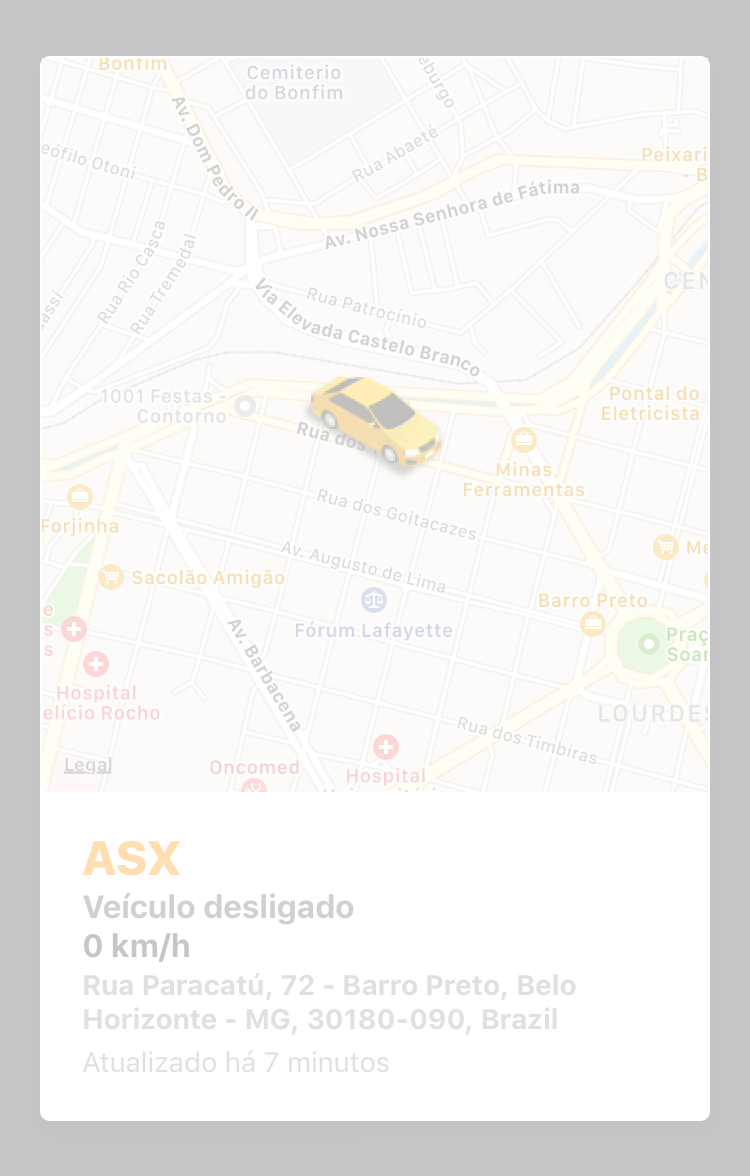 Bonfim
Cemiterio
do Bonfim
eburgo
Av. Dom Pedro II
eófilo Otoni
Rua Abaeté
Peixari
- B
Av. Nossa Senhora de Fátima
Rua Rio Casca
Rua Tremedal
CEN
assí
Via Elevada Castelo Branco
Rua Patrocínio
1001 Festas -
Contorno
Pontal do
Eletricista
Rua dos
Minas
Ferramentas
Forjinha
Rua dos Goitacazes
Av. Augusto de Lima
Me
Sacolão Amigão
Barro Preto
Fórum Lafayette
e
s
s
Praç
Soar
Av. Barbacena
Hospital
elício Rocho
LOURDES
Rua dos Timbiras
Legal
Oncomed
Hospital
ASX
Veículo desligado
0 km/h
Rua Paracatú, 72 - Barro Preto, Belo
Horizonte - MG, 30180-090, Brazil
Atualizado há 7 minutos